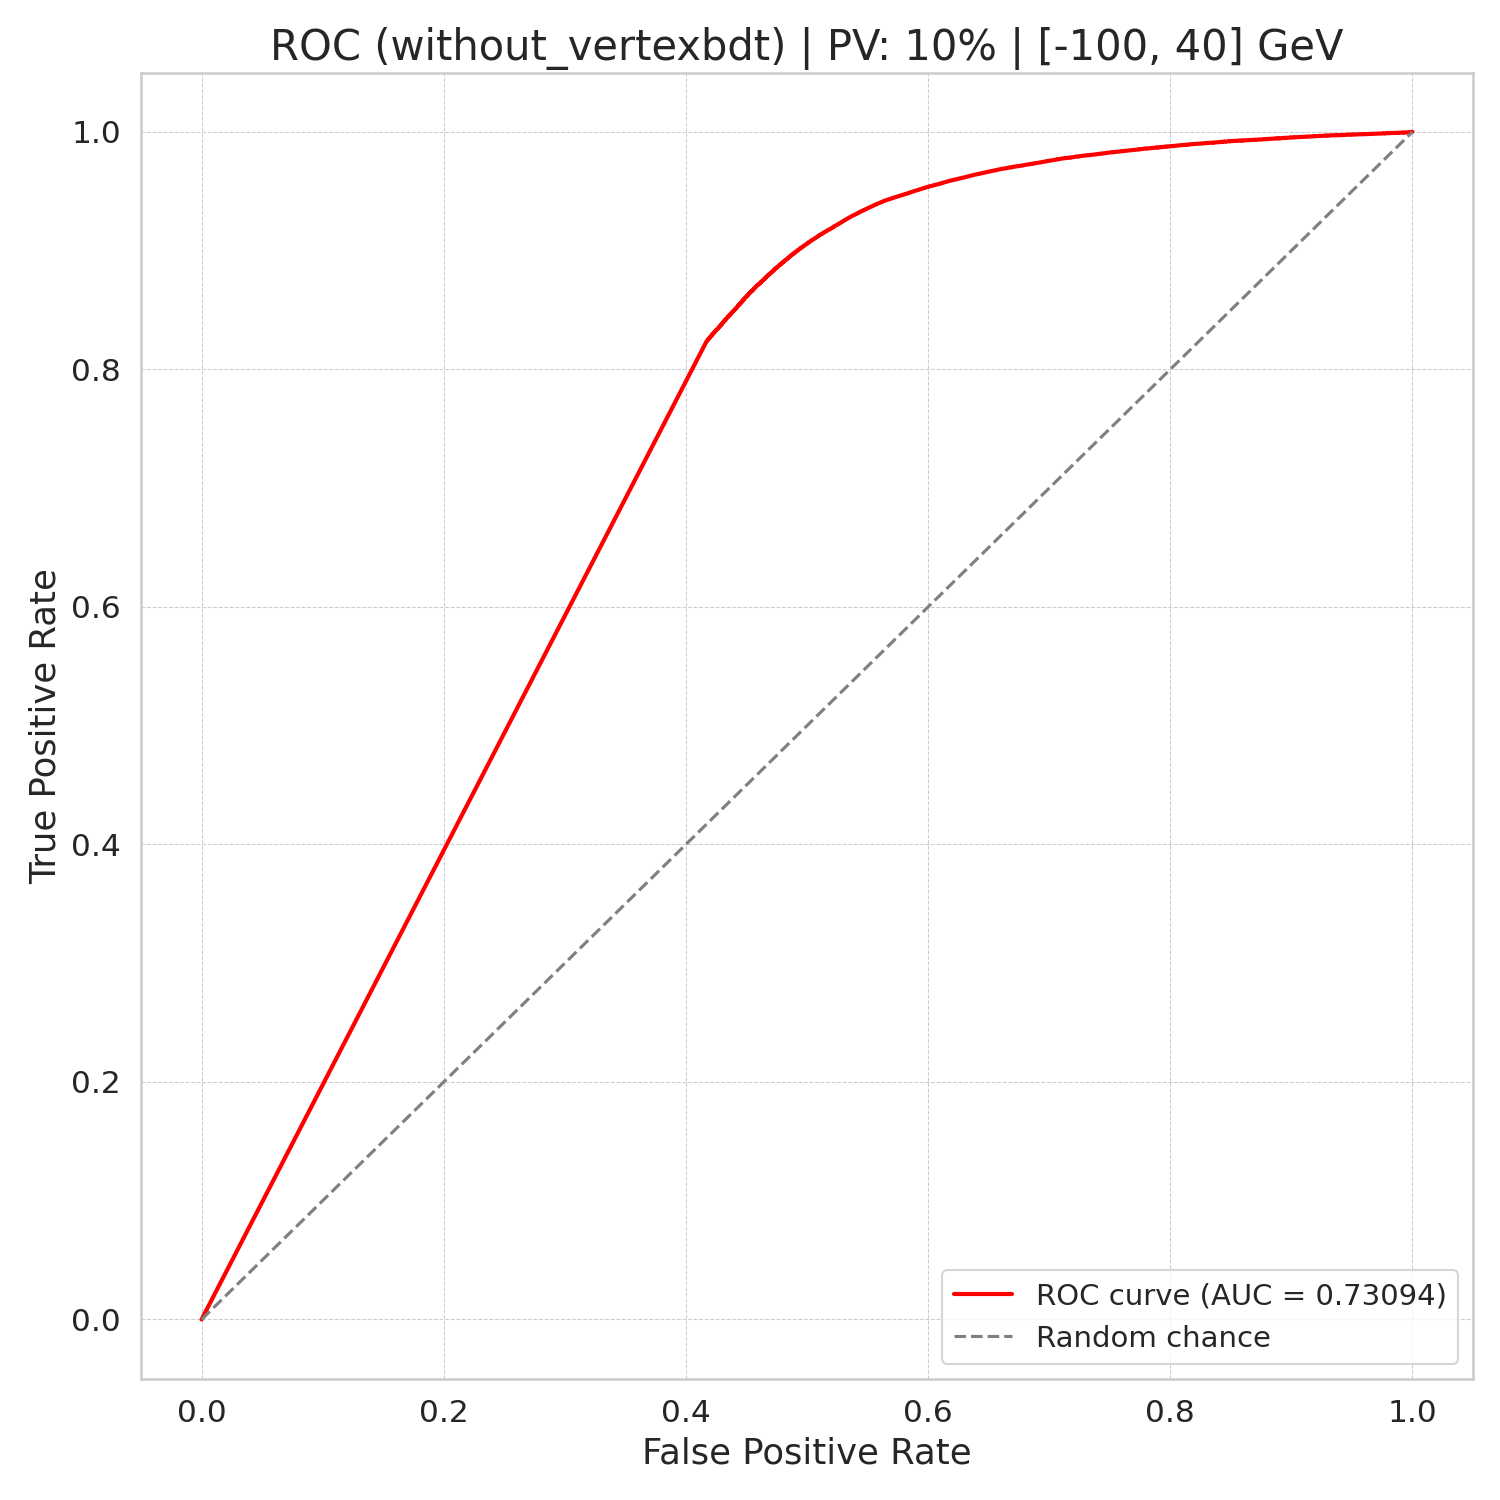 ROC (without_vertexbdt) | PV: 10% | [-100, 40] GeV
True Positive Rate
1.0
0.8
0.6
0.4
0.2
0.0
ROC curve (AUC = 0.73094)
Random chance
0.0 0.2 0.4 0.6 0.8 1.0
False Positive Rate